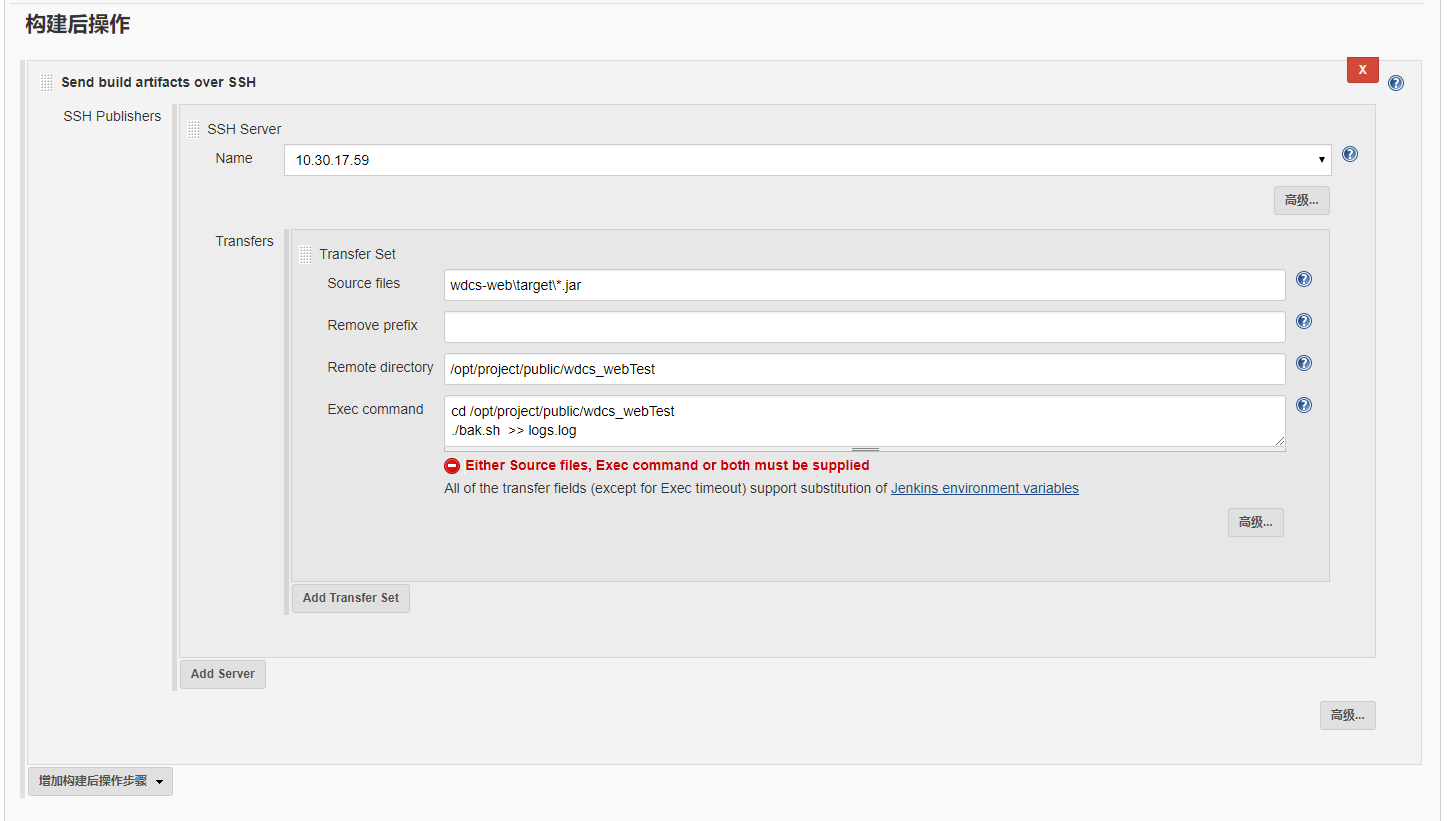 构建后操作
Send build artifacts over SSH
X
SSH Publishers
SSH Server
Name
10.30.17.59
高级...
Transfers
Transfer Set
Source files
wdcs-web\target\*.jar
Remove prefix
Remote directory
/opt/project/public/wdcs_webTest
Exec command
cd /opt/project/public/wdcs_webTest
./bak.sh  >> logs.log
Either Source files, Exec command or both must be supplied
All of the transfer fields (except for Exec timeout) support substitution of Jenkins environment variables
高级...
Add Transfer Set
Add Server
高级...
增加构建后操作步骤